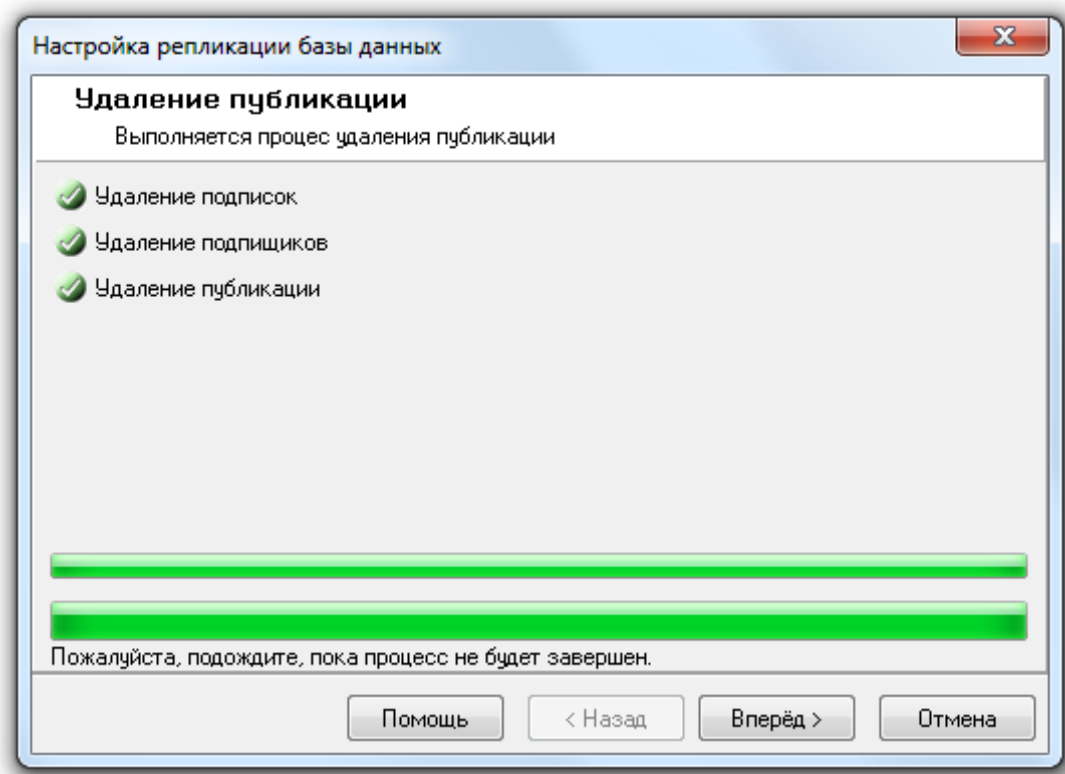 Настройка репликации базы данных
Удаление публикации
Выполняется процес удаления публикации
Удаление подписок
Удаление подпищиков
Удаление публикации
Пожалуйста, подождите, пока процесс не будет завершен.
Помощь < Назад Вперёд > Отмена